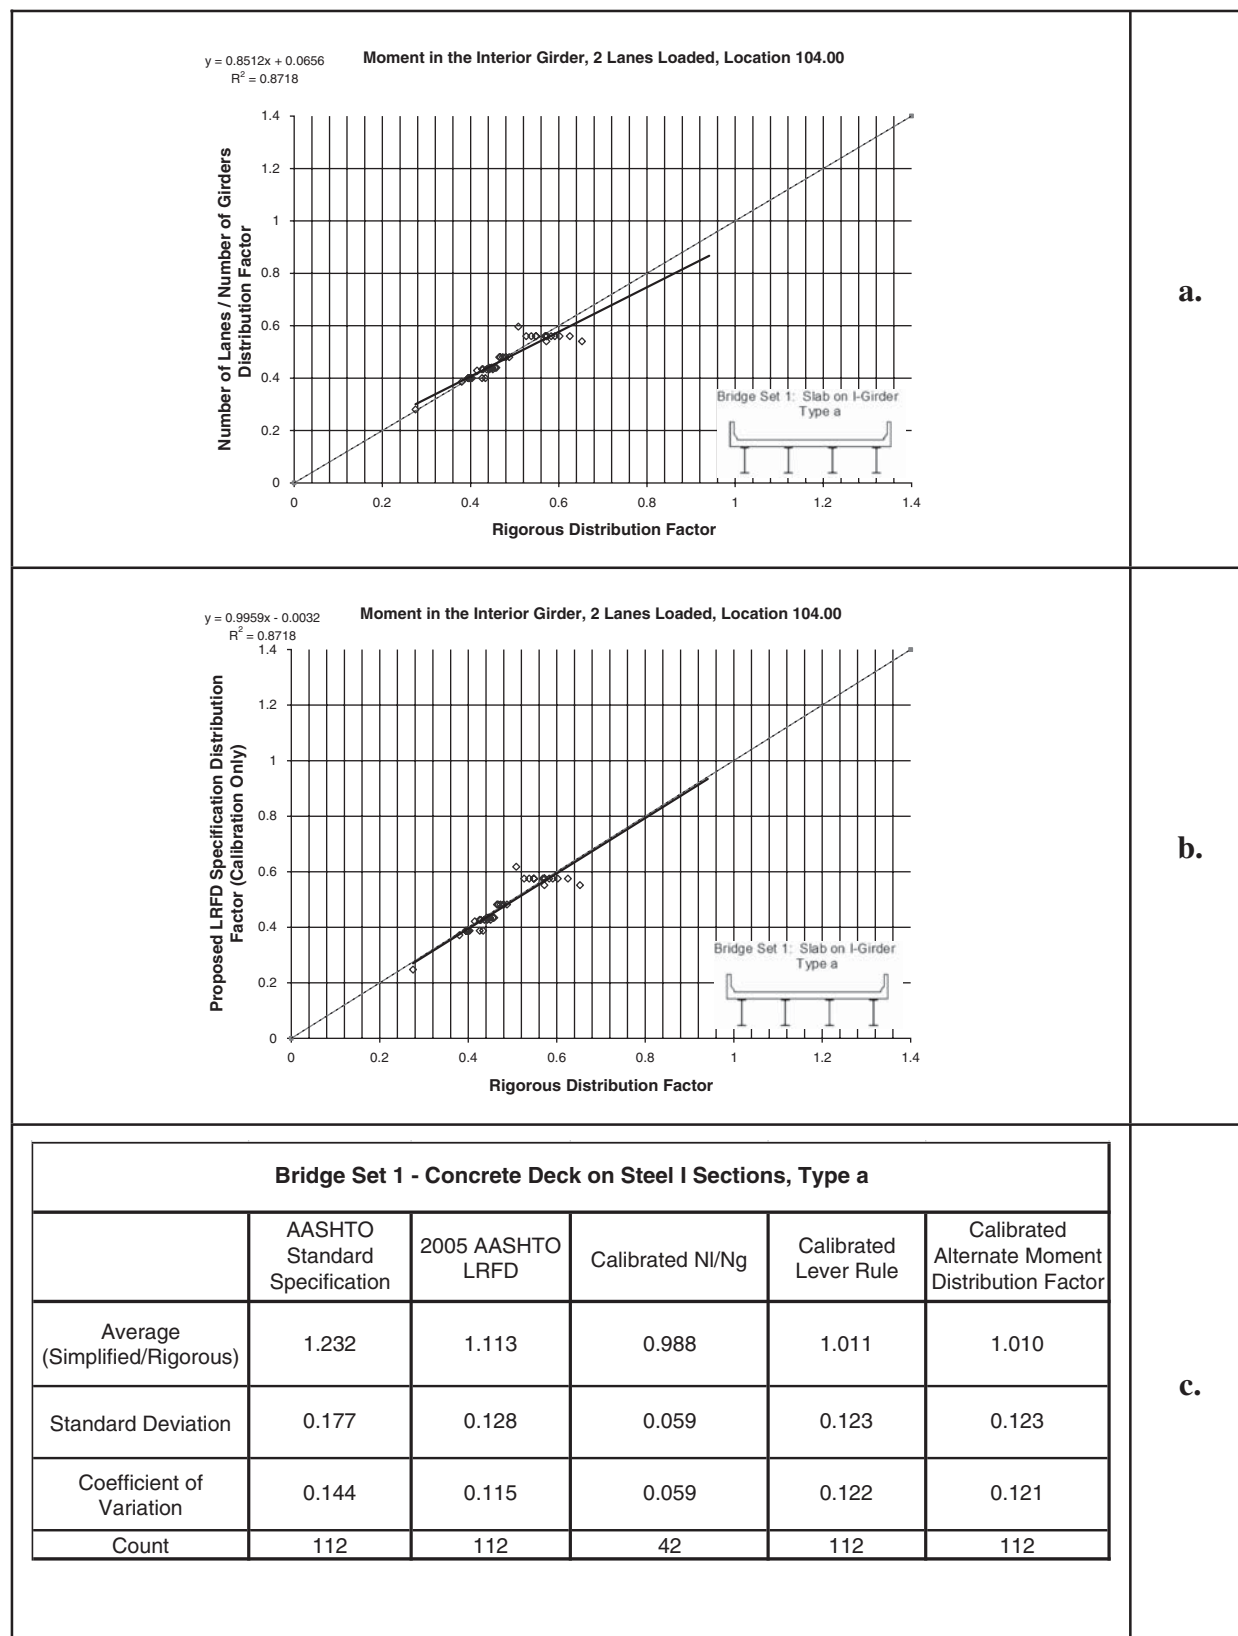 y = 0.8512x + 0.0656
R² = 0.8718
Moment in the Interior Girder, 2 Lanes Loaded, Location 104.00
Number of Lanes / Number of Girders
Distribution Factor
1.4
1.2
1
0.8
0.6
0.4
0.2
0
0 0.2 0.4 0.6 0.8 1 1.2 1.4
Rigorous Distribution Factor
Bridge Set 1: Slab on I-Girder
Type a
a.
y = 0.9959x - 0.0032
R² = 0.8718
Moment in the Interior Girder, 2 Lanes Loaded, Location 104.00
Proposed LRFD Specification Distribution
Factor (Calibration Only)
1.4
1.2
1
0.8
0.6
0.4
0.2
0
0 0.2 0.4 0.6 0.8 1 1.2 1.4
Rigorous Distribution Factor
Bridge Set 1: Slab on I-Girder
Type a
b.
Bridge Set 1 - Concrete Deck on Steel I Sections, Type a
AASHTO
Standard
Specification
2005 AASHTO
LRFD
Calibrated Nl/Ng
Calibrated
Lever Rule
Calibrated
Alternate Moment
Distribution Factor
Average
(Simplified/Rigorous)
1.232 1.113 0.988 1.011 1.010
Standard Deviation 0.177 0.128 0.059 0.123 0.123
Coefficient of
Variation
0.144 0.115 0.059 0.122 0.121
Count 112 112 42 112 112
c.